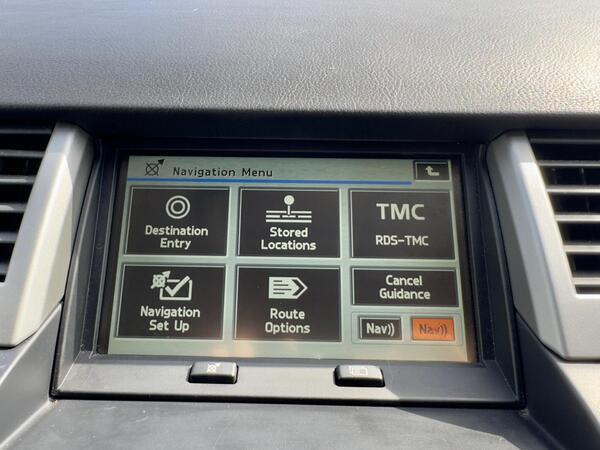 Navigation Menu
Destination
Entry
Stored
Locations
TMC
RDS-TMC
Navigation
Set Up
Route
Options
Cancel
Guidance
Nav))
Nav))